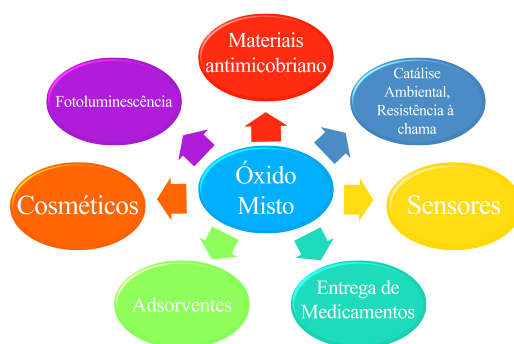 Materiais
antimicobriano
Fotoluminescência
Catálise
Ambiental,
Resistência à
chama
Óxido
Misto
Cosméticos
Sensores
Adsorventes
Entrega de
Medicamentos